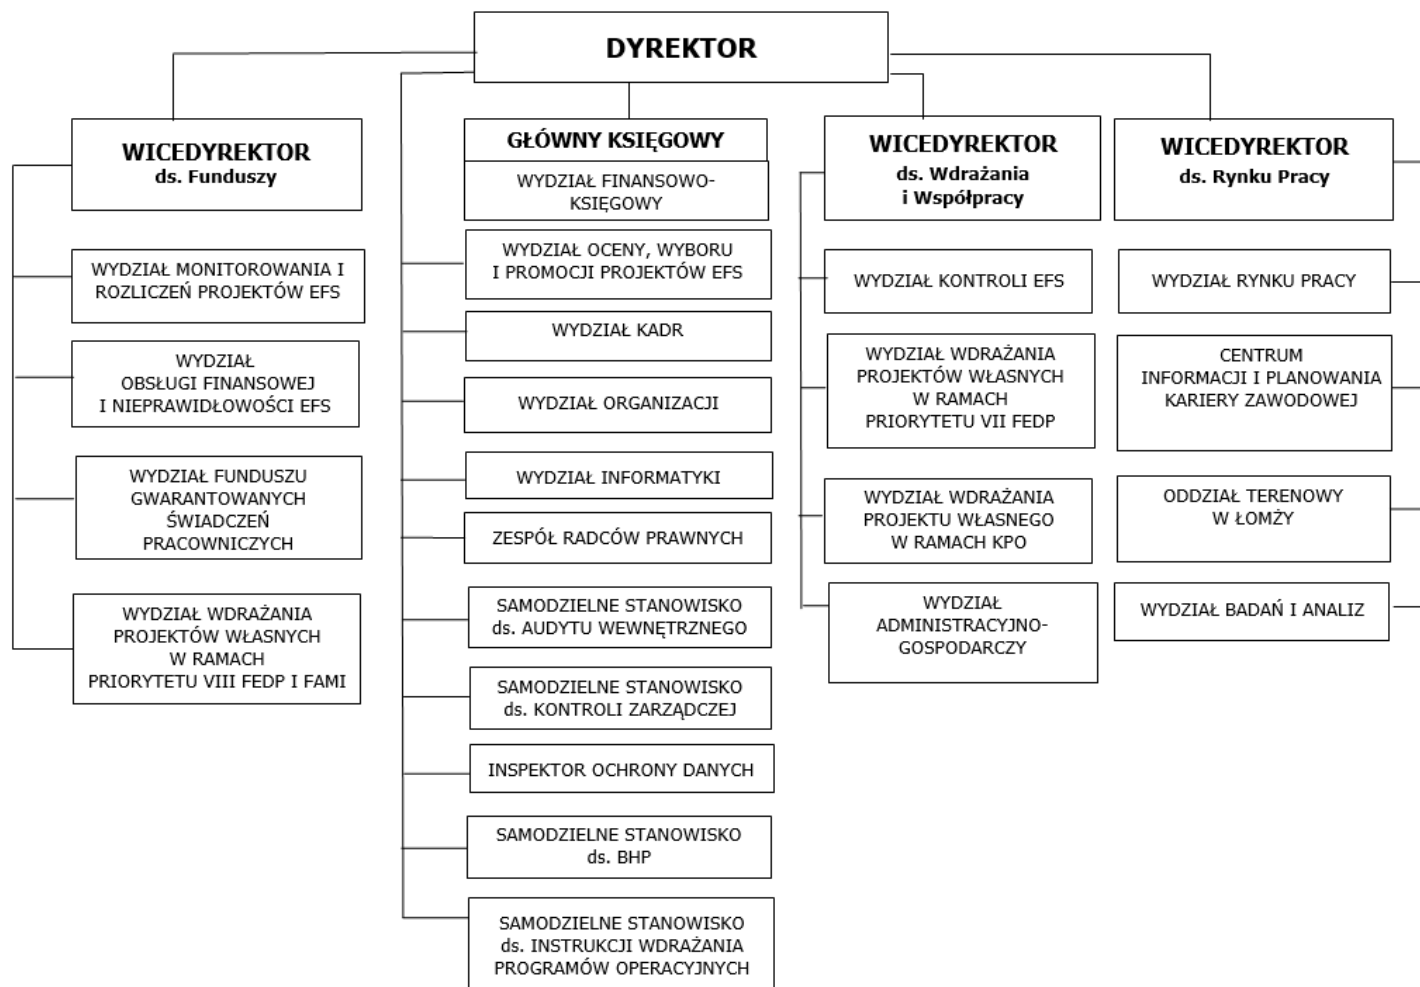 DYREKTOR
WICEDYREKTOR
ds. Funduszy
WYDZIAŁ MONITOROWANIA I
ROZLICZEŃ PROJEKTÓW EFS
WYDZIAŁ
OBSŁUGI FINANSOWEJ
I NIEPRAWIDŁOWOŚCI EFS
WYDZIAŁ FUNDUSZU
GWARANTOWANYCH
ŚWIADCZEŃ
PRACOWNICZYCH
WYDZIAŁ WDRAŻANIA
PROJEKTÓW WŁASNYCH
W RAMACH
PRIORYTETU VIII FEDP I FAMI
GŁÓWNY KSIĘGOWY
WYDZIAŁ FINANSOWO-
KSIĘGOWY
WYDZIAŁ OCENY, WYBORU
I PROMOCJI PROJEKTÓW EFS
WYDZIAŁ KADR
WYDZIAŁ ORGANIZACJI
WYDZIAŁ INFORMATYKI
ZESPÓŁ RADCÓW PRAWNYCH
SAMODZIELNE STANOWISKO
ds. AUDYTU WEWNĘTRZNEGO
SAMODZIELNE STANOWISKO
ds. KONTROLI ZARZĄDCZEJ
INSPEKTOR OCHRONY DANYCH
SAMODZIELNE STANOWISKO
ds. BHP
SAMODZIELNE STANOWISKO
ds. INSTRUKCJI WDRAŻANIA
PROGRAMÓW OPERACYJNYCH
WICEDYREKTOR
ds. Wdrażania
i Współpracy
WYDZIAŁ KONTROLI EFS
WYDZIAŁ WDRAŻANIA
PROJEKTÓW WŁASNYCH
W RAMACH
PRIORYTETU VII FEDP
WYDZIAŁ WDRAŻANIA
PROJEKTU WŁASNEGO
W RAMACH KPO
WYDZIAŁ
ADMINISTRACYJNO-
GOSPODARCZY
WICEDYREKTOR
ds. Rynku Pracy
WYDZIAŁ RYNKU PRACY
CENTRUM
INFORMACJI I PLANOWANIA
KARIERY ZAWODOWEJ
ODDZIAŁ TERENOWY
W ŁOMŻY
WYDZIAŁ BADAŃ I ANALIZ